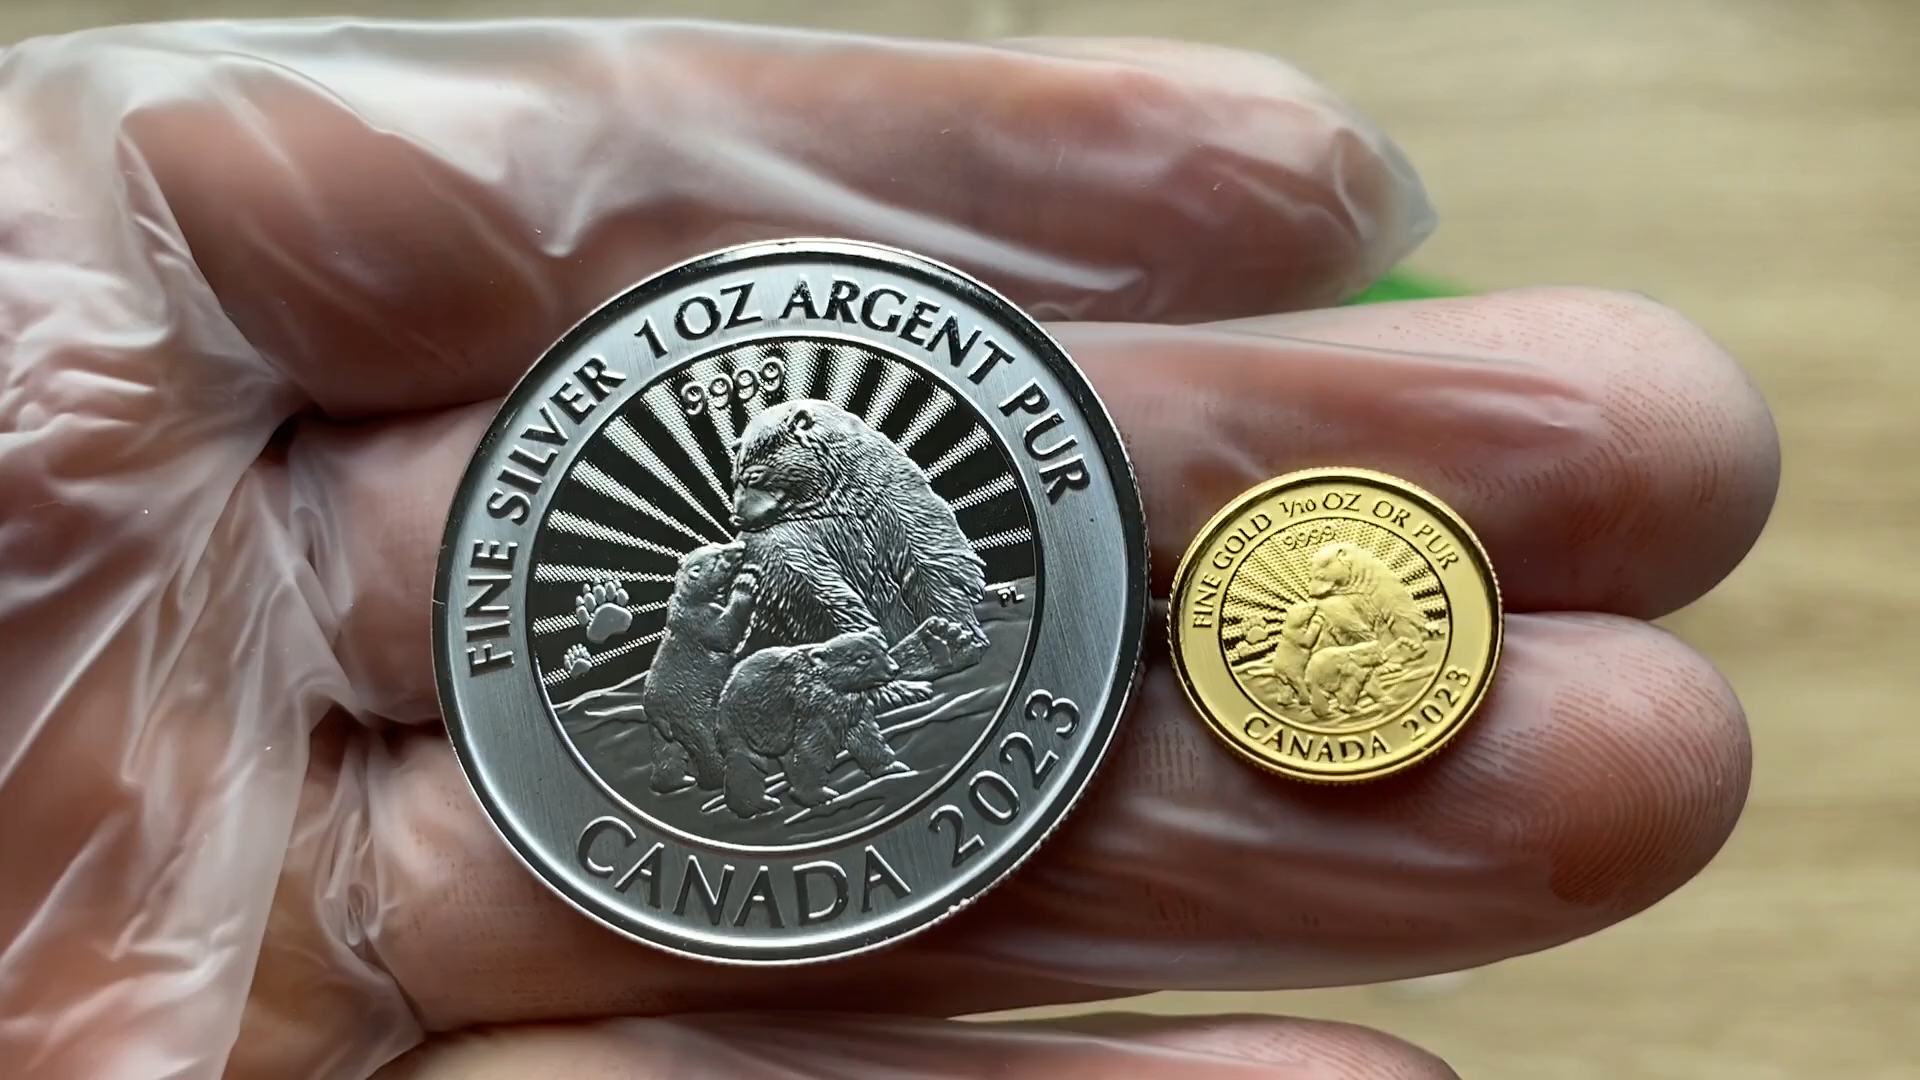 FINE SILVER 1 OZ ARGENT PUR
9999
PL
CANADA 2023
FINE GOLD 1/10 OZ OR PUR
9999
CANADA 2023